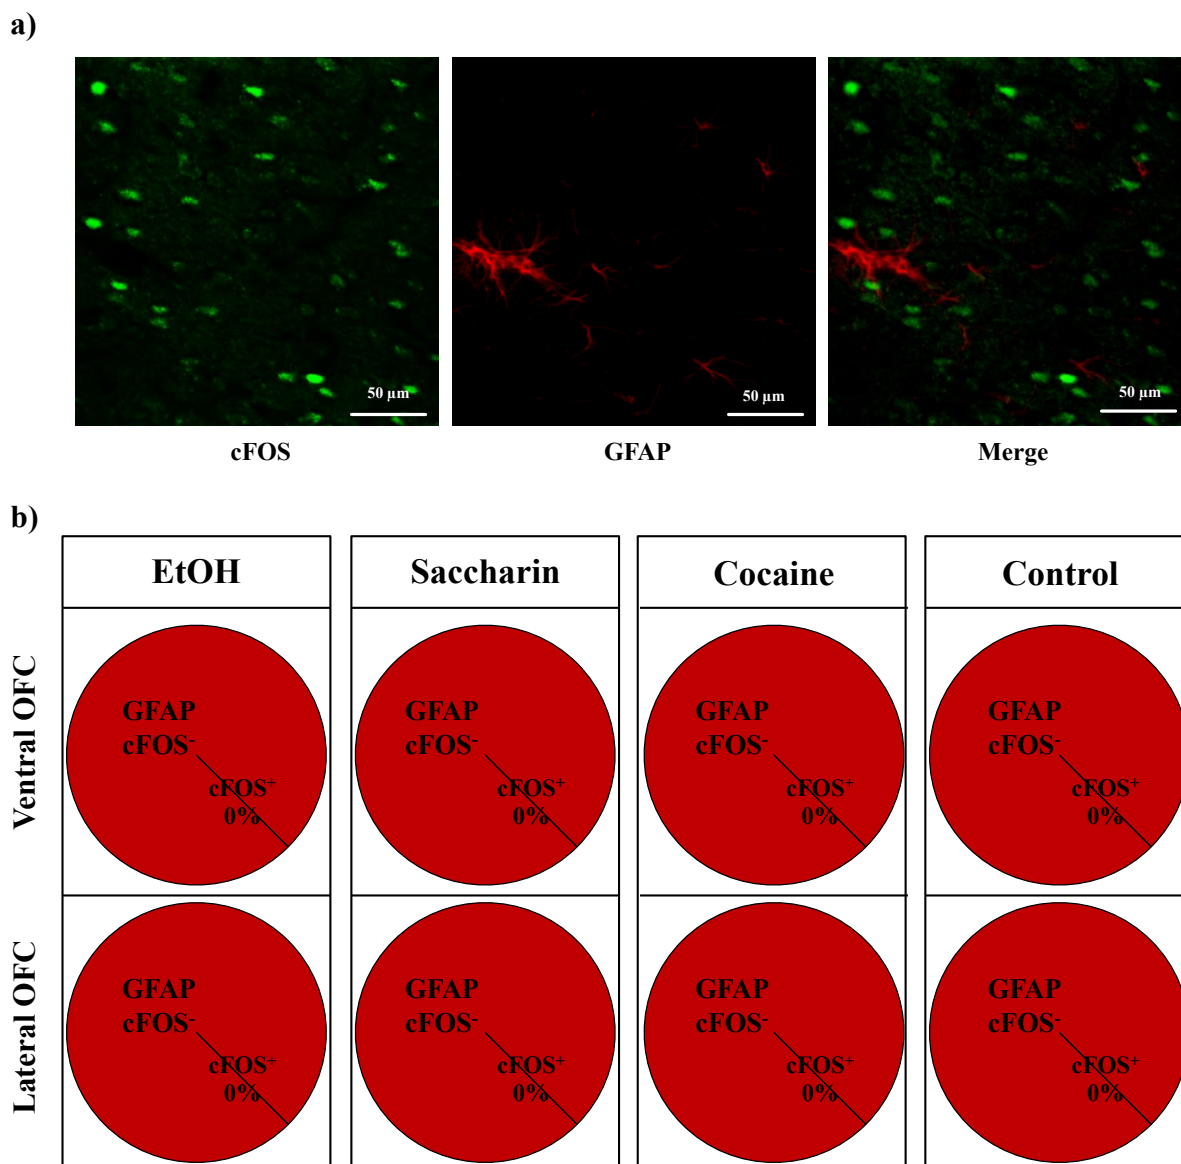 a)
50 µm
50 µm
50 µm
cFOS
GFAP
Merge
b)
EtOH
Saccharin
Cocaine
Control
Ventral OFC
GFAP
cFOS⁻
cFOS⁺
0%
GFAP
cFOS⁻
cFOS⁺
0%
GFAP
cFOS⁻
cFOS⁺
0%
GFAP
cFOS⁻
cFOS⁺
0%
Lateral OFC
GFAP
cFOS⁻
cFOS⁺
0%
GFAP
cFOS⁻
cFOS⁺
0%
GFAP
cFOS⁻
cFOS⁺
0%
GFAP
cFOS⁻
cFOS⁺
0%